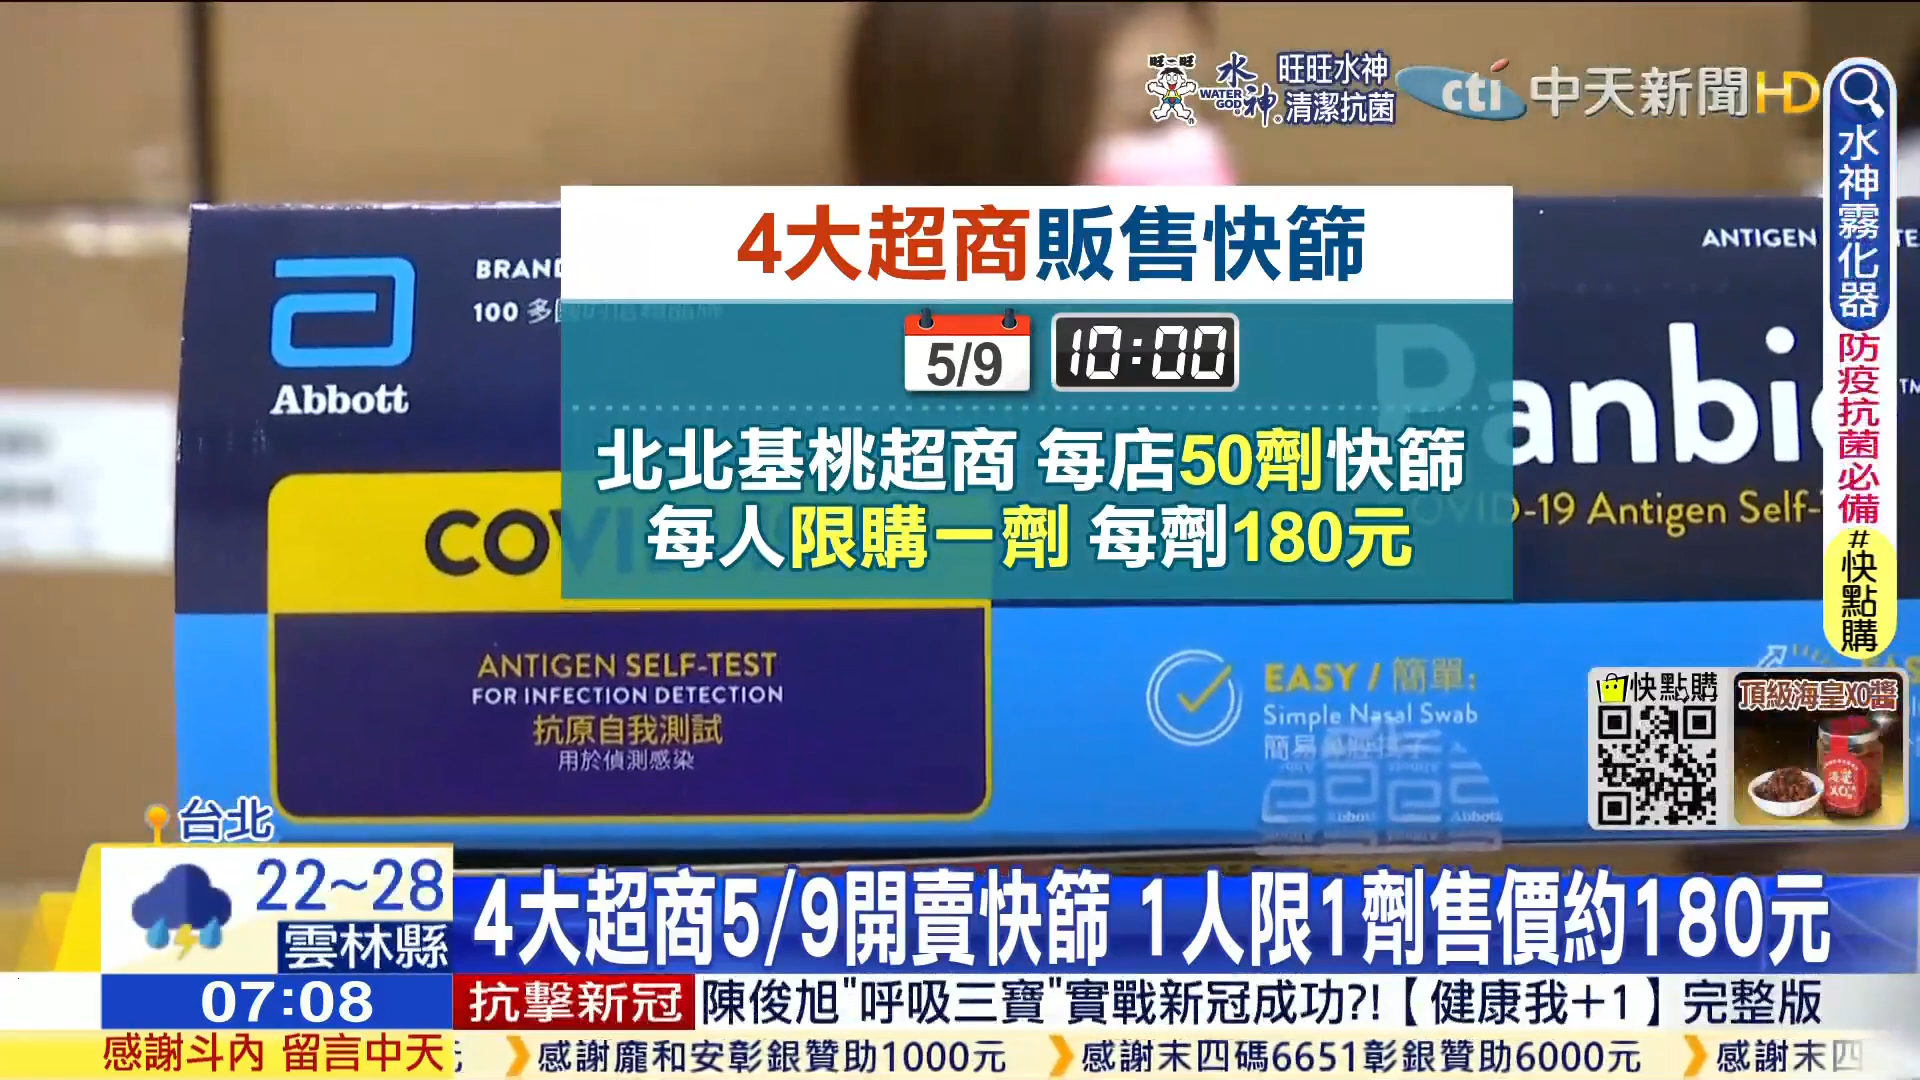 旺旺
水神
WATER GOD
旺旺水神
清潔抗菌
cti 中天新聞HD
水神霧化器
防疫抗菌必備
#快點購
4大超商販售快篩
5/9
10:00
北北基桃超商 每店50劑快篩
每人限購一劑 每劑180元
Abbott
BRAND
100 多
ANTIGEN
Panbio
COVID-19 Antigen Self-
COV
ANTIGEN SELF-TEST
FOR INFECTION DETECTION
抗原自我測試
用於偵測感染
EASY / 簡單:
Simple Nasal Swab
簡易
快點購
頂級海皇XO醬
台北
22~28
雲林縣
07:08
4大超商5/9開賣快篩 1人限1劑售價約180元
抗擊新冠
陳俊旭"呼吸三寶"實戰新冠成功?!【健康我+1】完整版
感謝斗內 留言中天
感謝龐和安彰銀贊助1000元
感謝末四碼6651彰銀贊助6000元
感謝末四